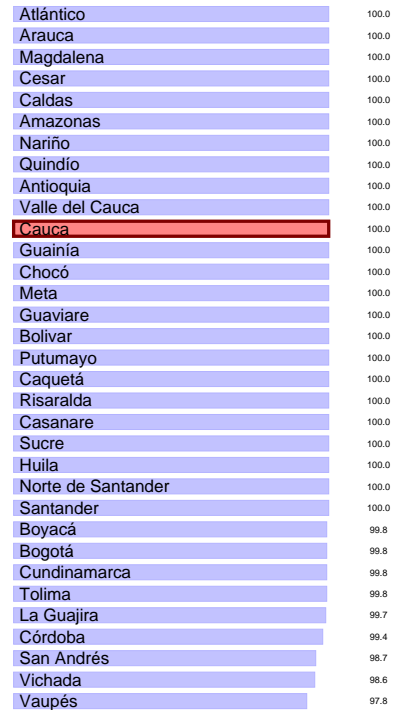 Atlántico 100.0
Arauca 100.0
Magdalena 100.0
Cesar 100.0
Caldas 100.0
Amazonas 100.0
Nariño 100.0
Quindío 100.0
Antioquia 100.0
Valle del Cauca 100.0
Cauca 100.0
Guainía 100.0
Chocó 100.0
Meta 100.0
Guaviare 100.0
Bolivar 100.0
Putumayo 100.0
Caquetá 100.0
Risaralda 100.0
Casanare 100.0
Sucre 100.0
Huila 100.0
Norte de Santander 100.0
Santander 100.0
Boyacá 99.8
Bogotá 99.8
Cundinamarca 99.8
Tolima 99.8
La Guajira 99.7
Córdoba 99.4
San Andrés 98.7
Vichada 98.6
Vaupés 97.8